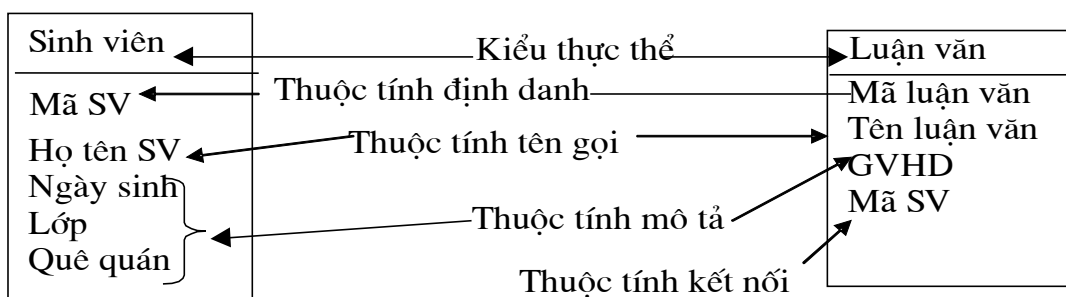 Sinh viên
Mã SV
Họ tên SV
Ngày sinh
Lớp
Quê quán
Kiểu thực thể
Thuộc tính định danh
Thuộc tính tên gọi
Thuộc tính mô tả
Thuộc tính kết nối
Luận văn
Mã luận văn
Tên luận văn
GVHD
Mã SV